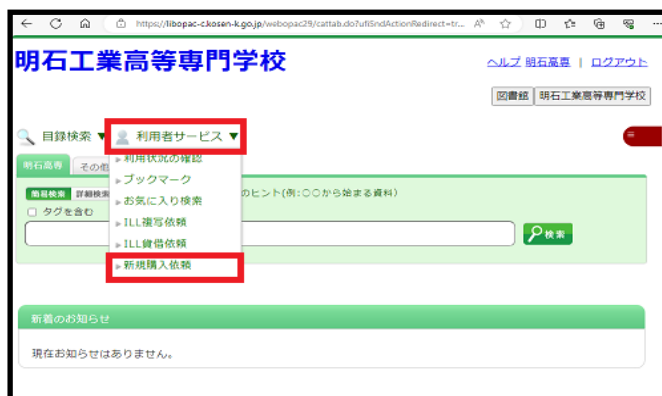 https://libopac-c.kosen-k.go.jp/webopac29/cattab.do?ufiSndActionRedirect=tr...
明石工業高等専門学校
ヘルプ 明石高専 | ログアウト
図書館 明石工業高等専門学校
目録検索 ▼ 利用者サービス ▼
明石高専 その他
利用状況の確認
簡易検索 詳細検索 のヒント(例:○○から始まる資料)
ブックマーク
タグを含む
お気に入り検索
ILL複写依頼
検索
ILL貸借依頼
新規購入依頼
新着のお知らせ
現在お知らせはありません。